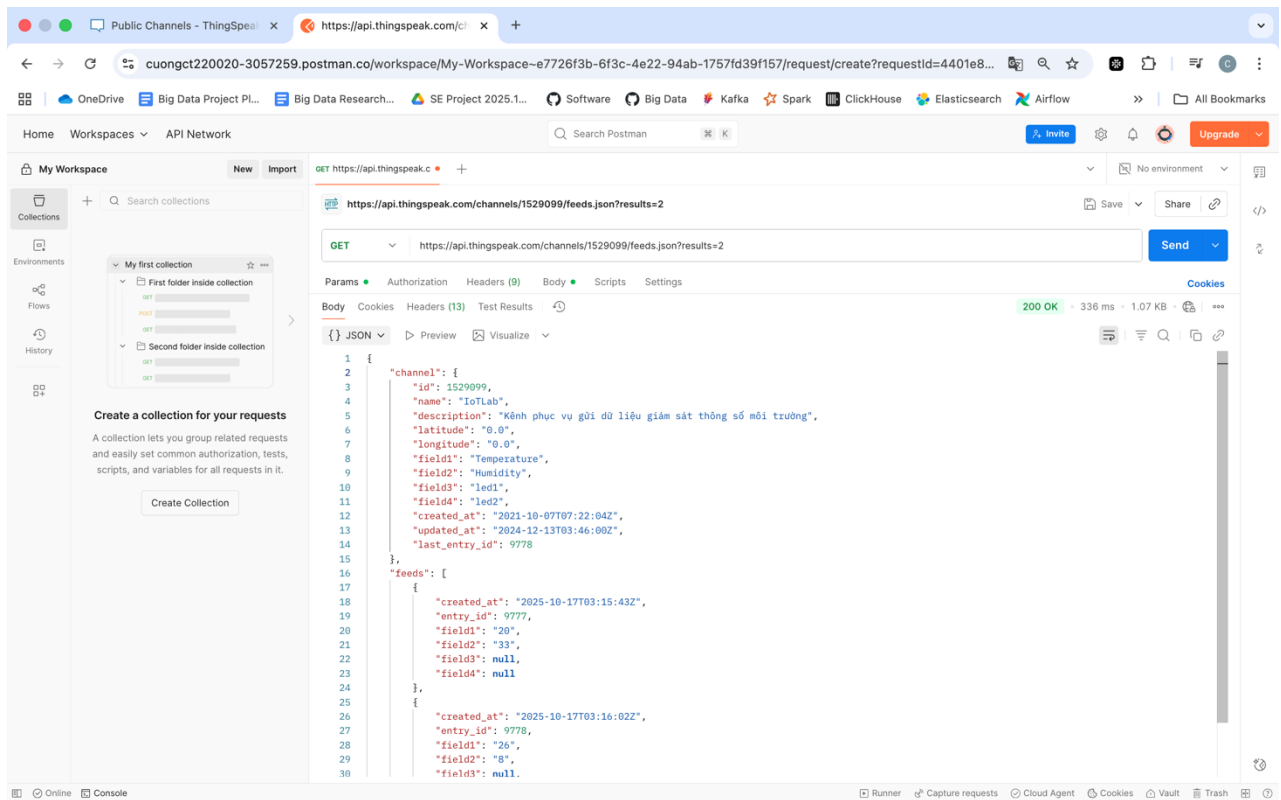 Public Channels - ThingSpeak
https://api.thingspeak.com/ch
cuongct220020-3057259.postman.co/workspace/My-Workspace~e7726f3b-6f3c-4e22-94ab-1757fd39f157/request/create?requestId=4401e8...
OneDrive
Big Data Project Pl...
Big Data Research...
SE Project 2025.1...
Software
Big Data
Kafka
Spark
ClickHouse
Elasticsearch
Airflow
All Bookmarks
Home Workspaces API Network
Search Postman ⌘ K
Invite
Upgrade
My Workspace
New Import
GET https://api.thingspeak.c
No environment
Collections
Environments
Flows
History
Search collections
My first collection
First folder inside collection
GET
POST
GET
Second folder inside collection
GET
GET
Create a collection for your requests
A collection lets you group related requests
and easily set common authorization, tests,
scripts, and variables for all requests in it.
Create Collection
HTTP https://api.thingspeak.com/channels/1529099/feeds.json?results=2
Save
Share
GET https://api.thingspeak.com/channels/1529099/feeds.json?results=2
Send
Params Authorization Headers (9) Body Scripts Settings
Cookies
Body Cookies Headers (13) Test Results
200 OK 336 ms 1.07 KB
{} JSON Preview Visualize
1 {
2 "channel": {
3 "id": 1529099,
4 "name": "IoTLab",
5 "description": "Kênh phục vụ gửi dữ liệu giám sát thông số môi trường",
6 "latitude": "0.0",
7 "longitude": "0.0",
8 "field1": "Temperature",
9 "field2": "Humidity",
10 "field3": "led1",
11 "field4": "led2",
12 "created_at": "2021-10-07T07:22:04Z",
13 "updated_at": "2024-12-13T03:46:00Z",
14 "last_entry_id": 9778
15 },
16 "feeds": [
17 {
18 "created_at": "2025-10-17T03:15:43Z",
19 "entry_id": 9777,
20 "field1": "20",
21 "field2": "33",
22 "field3": null,
23 "field4": null
24 },
25 {
26 "created_at": "2025-10-17T03:16:02Z",
27 "entry_id": 9778,
28 "field1": "26",
29 "field2": "8",
30 "field3": null,
Online Console
Runner Capture requests Cloud Agent Cookies Vault Trash